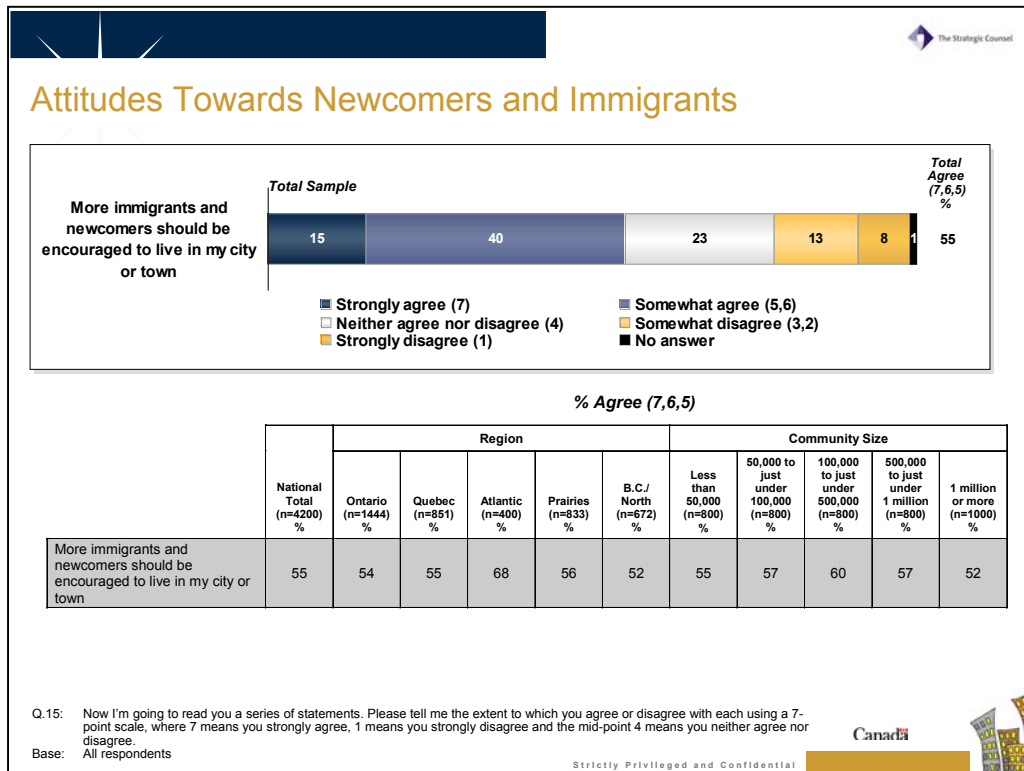 The Strategic Counsel
Attitudes Towards Newcomers and Immigrants
Total Sample
Total
Agree
(7,6,5)
%
More immigrants and
newcomers should be
encouraged to live in my city
or town
15 40 23 13 8 1 55
Strongly agree (7) Somewhat agree (5,6)
Neither agree nor disagree (4) Somewhat disagree (3,2)
Strongly disagree (1) No answer
% Agree (7,6,5)
Region Community Size
National
Total
(n=4200)
%
Ontario
(n=1444)
%
Quebec
(n=851)
%
Atlantic
(n=400)
%
Prairies
(n=833)
%
B.C./
North
(n=672)
%
Less
than
50,000
(n=800)
%
50,000 to
just
under
100,000
(n=800)
%
100,000
to just
under
500,000
(n=800)
%
500,000
to just
under
1 million
(n=800)
%
1 million
or more
(n=1000)
%
More immigrants and
newcomers should be
encouraged to live in my city or
town
55 54 55 68 56 52 55 57 60 57 52
Q.15: Now I'm going to read you a series of statements. Please tell me the extent to which you agree or disagree with each using a 7-
point scale, where 7 means you strongly agree, 1 means you strongly disagree and the mid-point 4 means you neither agree nor
disagree.
Base: All respondents
Canada
Strictly Privileged and Confidential